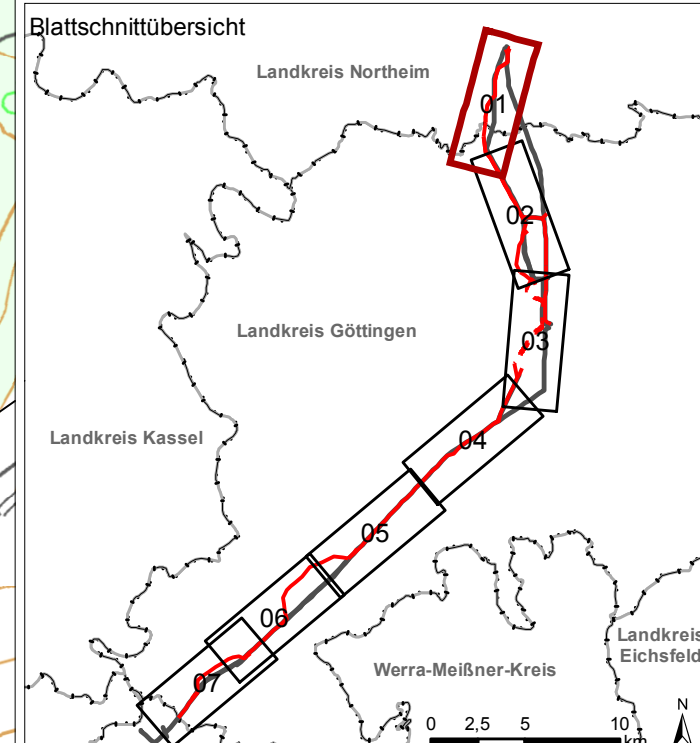 Blattschnittübersicht
Landkreis Northeim
01
02
Landkreis Göttingen
03
Landkreis Kassel
04
05
06
Landkreis
Eichsfeld
Werra-Meißner-Kreis
07
N
0 2,5 5 10
km